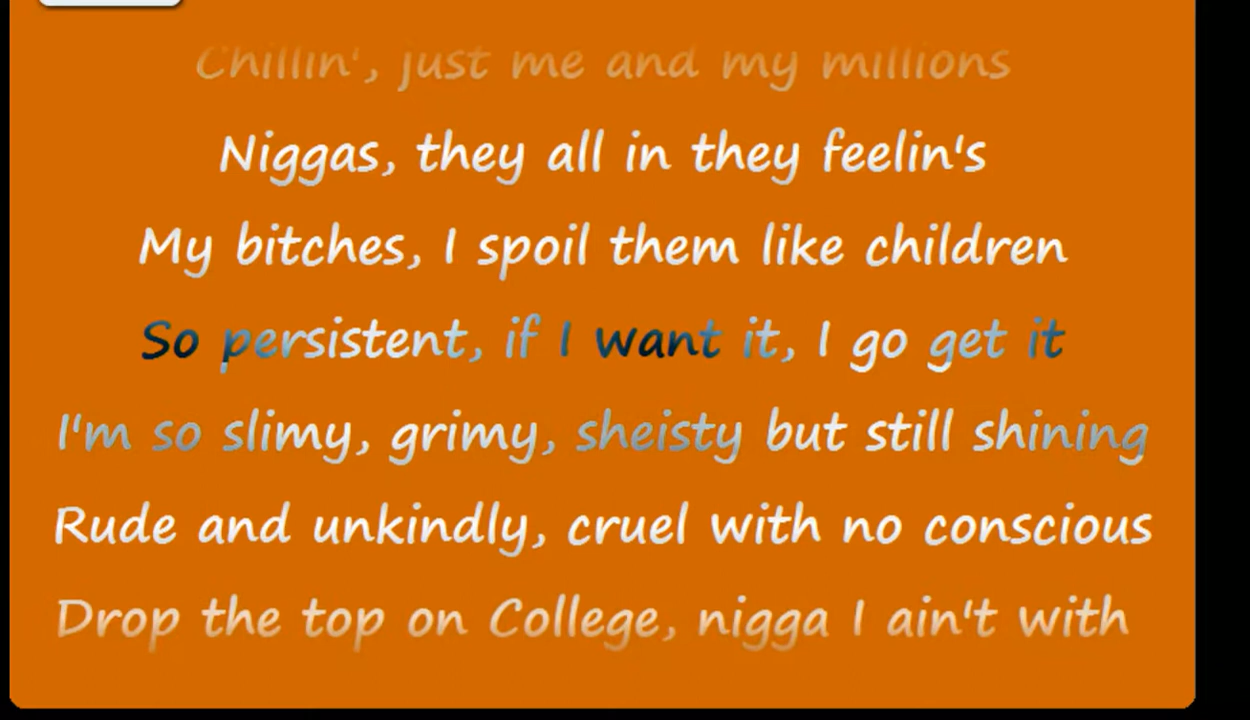 Chillin', just me and my millions
Niggas, they all in they feelin's
My bitches, I spoil them like children
So persistent, if I want it, I go get it
I'm so slimy, grimy, sheisty but still shining
Rude and unkindly, cruel with no conscious
Drop the top on College, nigga I ain't with